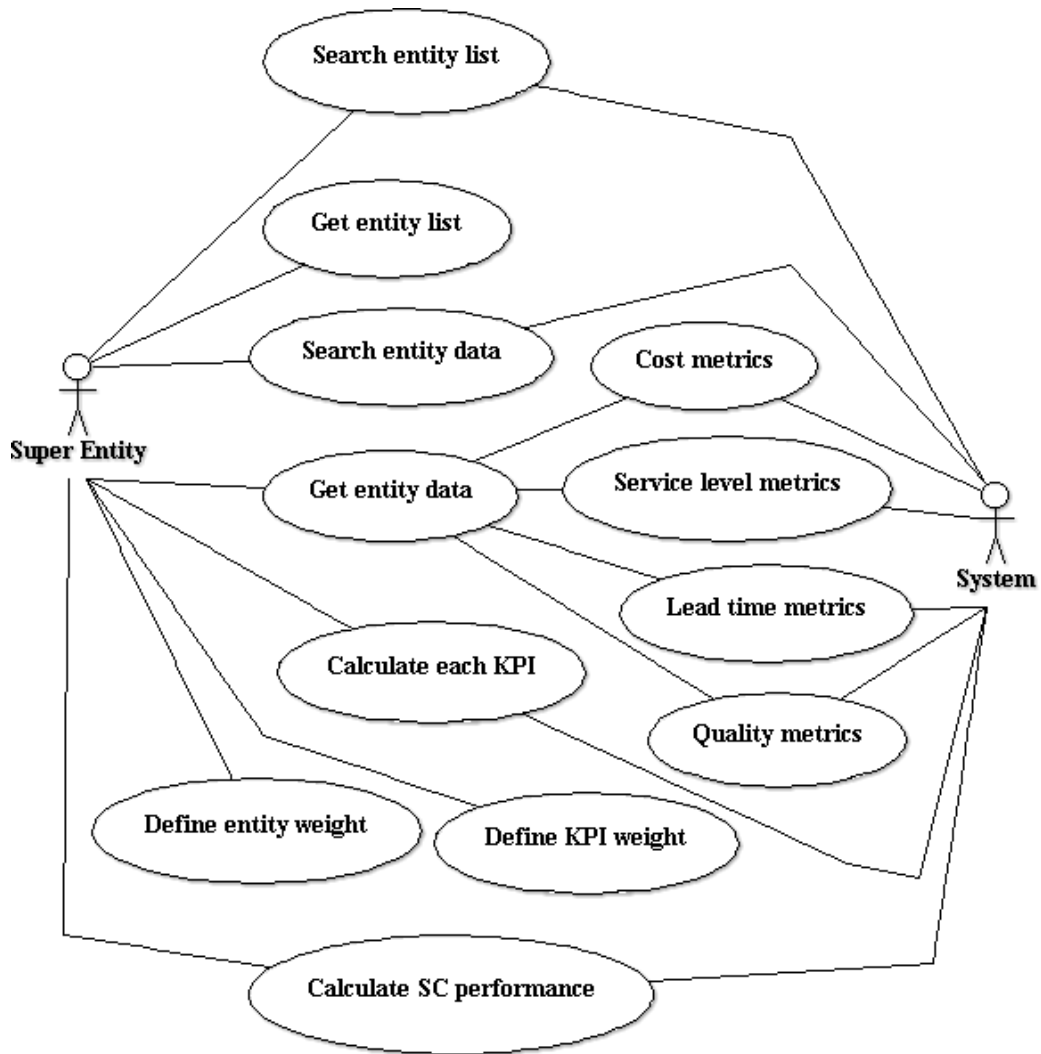 Search entity list
Get entity list
Search entity data
Cost metrics
Super Entity
Get entity data
Service level metrics
System
Lead time metrics
Calculate each KPI
Quality metrics
Define entity weight
Define KPI weight
Calculate SC performance